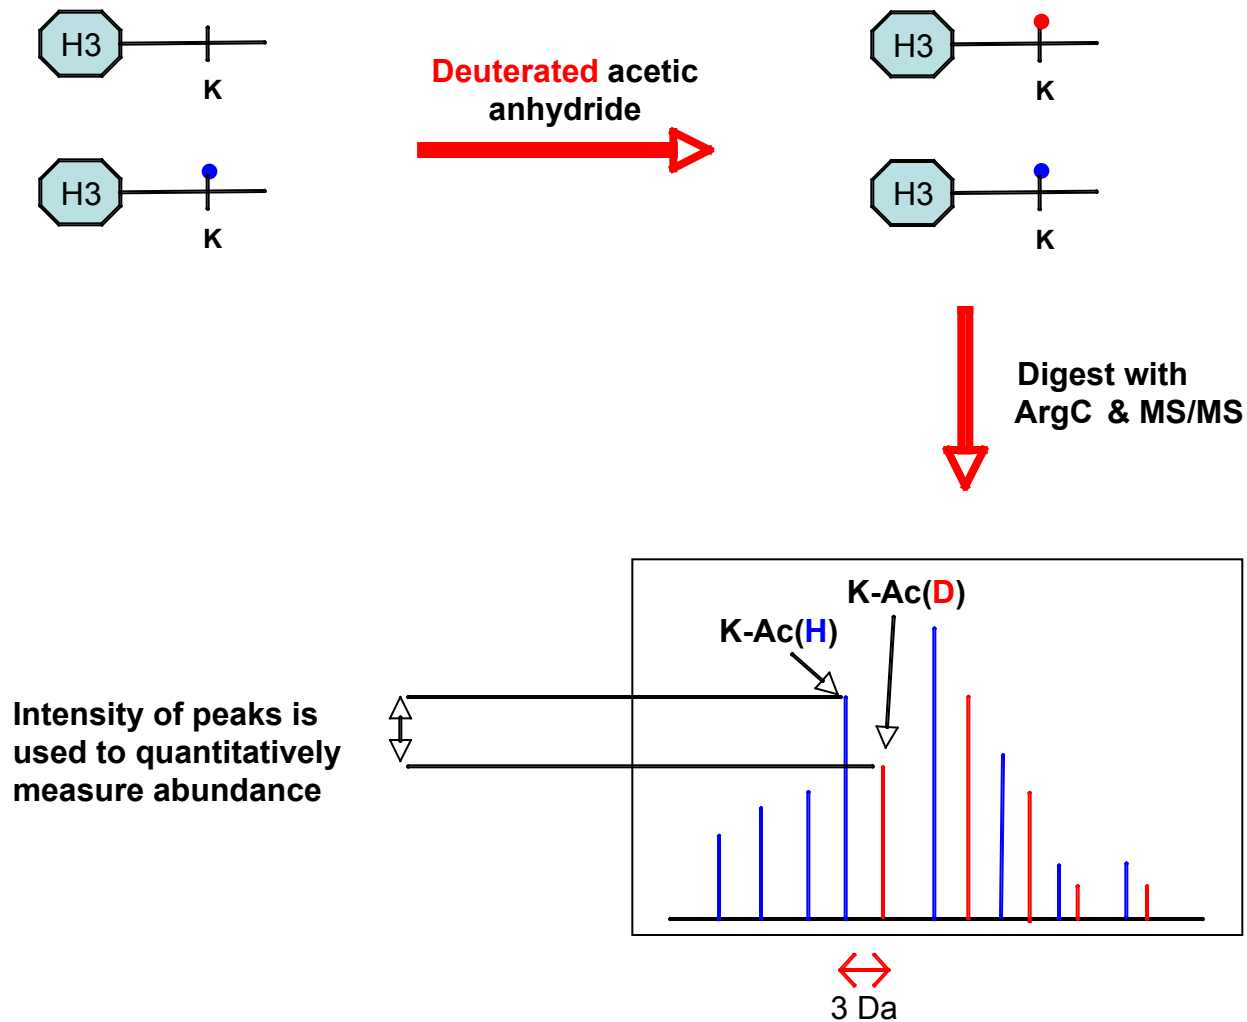 H3
K
H3
K
Deuterated acetic
anhydride
H3
K
H3
K
Digest with
ArgC & MS/MS
K-Ac(D)
K-Ac(H)
Intensity of peaks is
used to quantitatively
measure abundance
3 Da